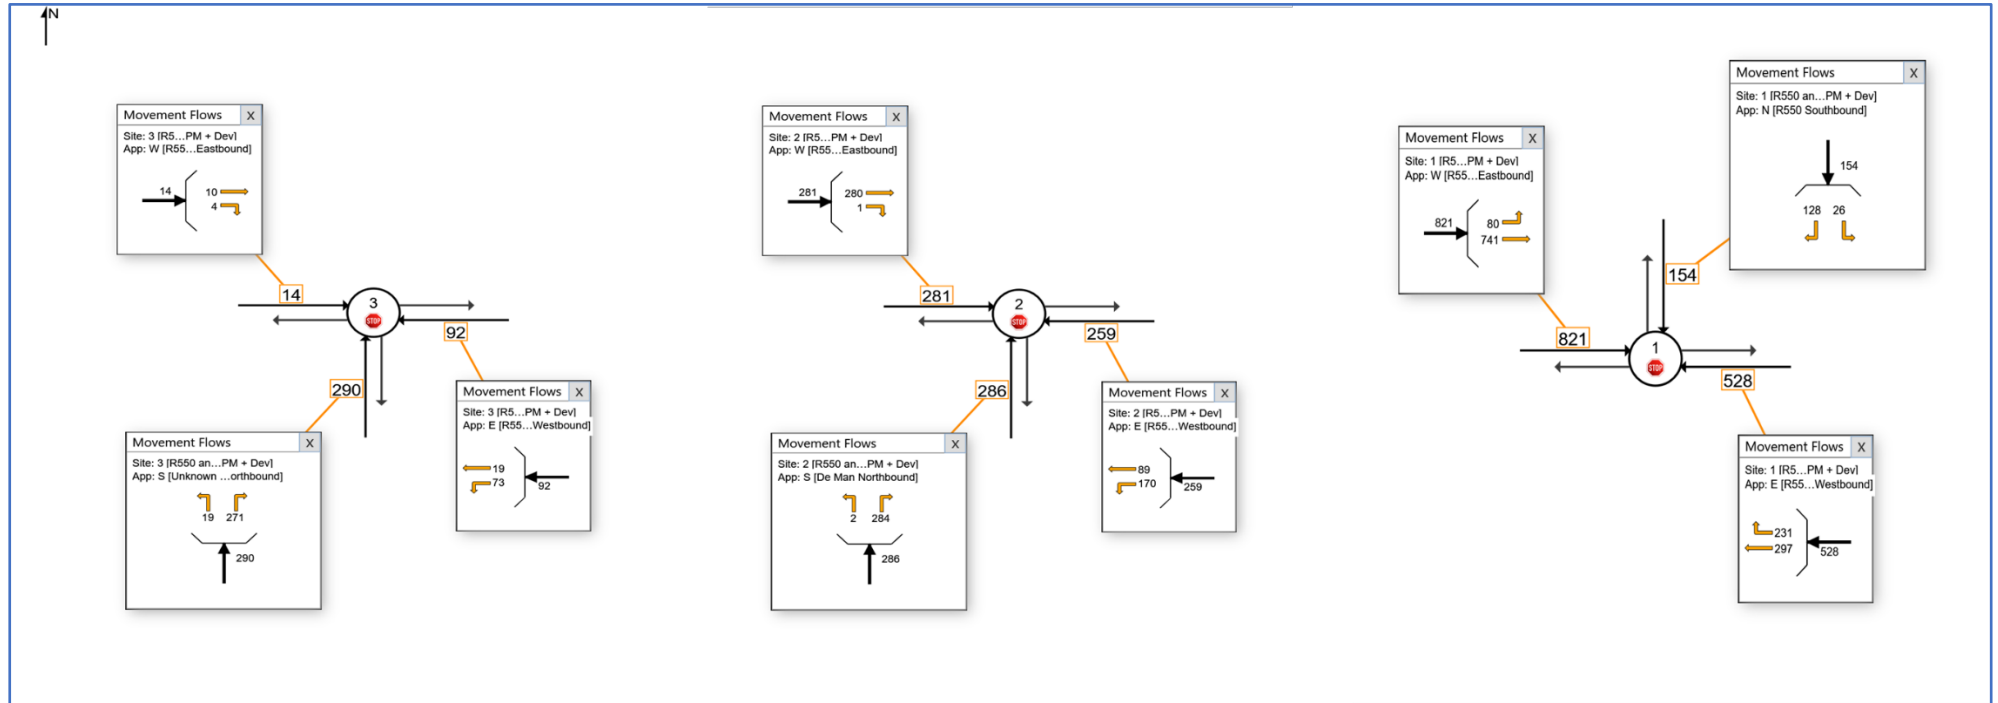 N
Movement Flows X
Site: 3 [R5...PM + Dev]
App: W [R55...Eastbound]
14
10
4
14
3
STOP
92
290
Movement Flows X
Site: 3 [R5...PM + Dev]
App: E [R55...Westbound]
19
73
92
Movement Flows X
Site: 3 [R550 an...PM + Dev]
App: S [Unknown ...orthbound]
19 271
290
Movement Flows X
Site: 2 [R5...PM + Dev]
App: W [R55...Eastbound]
281
280
1
281
2
STOP
259
286
Movement Flows X
Site: 2 [R5...PM + Dev]
App: E [R55...Westbound]
89
170
259
Movement Flows X
Site: 2 [R550 an...PM + Dev]
App: S [De Man Northbound]
2 284
286
Movement Flows X
Site: 1 [R5...PM + Dev]
App: W [R55...Eastbound]
821
80
741
Movement Flows X
Site: 1 [R550 an...PM + Dev]
App: N [R550 Southbound]
154
128 26
154
821
1
STOP
528
Movement Flows X
Site: 1 [R5...PM + Dev]
App: E [R55...Westbound]
231
297
528